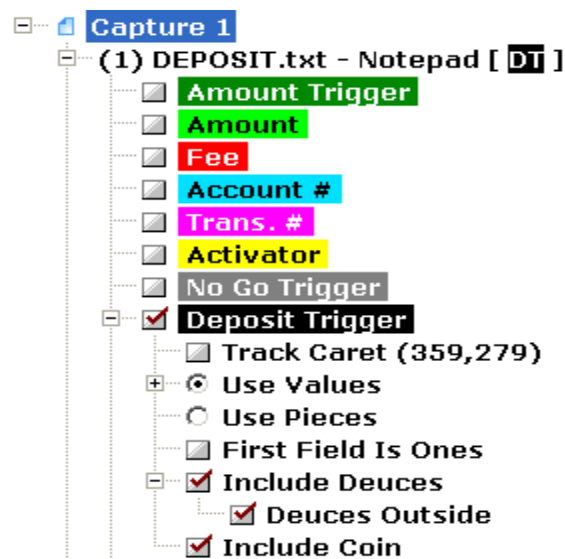 Capture 1
(1) DEPOSIT.txt - Notepad [ DT ]
Amount Trigger
Amount
Fee
Account #
Trans. #
Activator
No Go Trigger
Deposit Trigger
Track Caret (359,279)
Use Values
Use Pieces
First Field Is Ones
Include Deuces
Deuces Outside
Include Coin